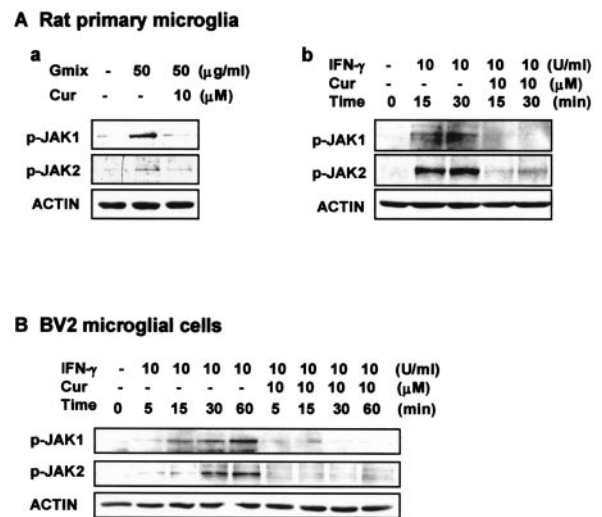 A Rat primary microglia
a
Gmix - 50 50 (μg/ml)
Cur - - 10 (μM)
p-JAK1
p-JAK2
ACTIN
b
IFN-γ - 10 10 10 10 (U/ml)
Cur - - - 10 10 (μM)
Time 0 15 30 15 30 (min)
p-JAK1
p-JAK2
ACTIN
B BV2 microglial cells
IFN-γ - 10 10 10 10 10 10 10 10 (U/ml)
Cur - - - - - 10 10 10 10 (μM)
Time 0 5 15 30 60 5 15 30 60 (min)
p-JAK1
p-JAK2
ACTIN